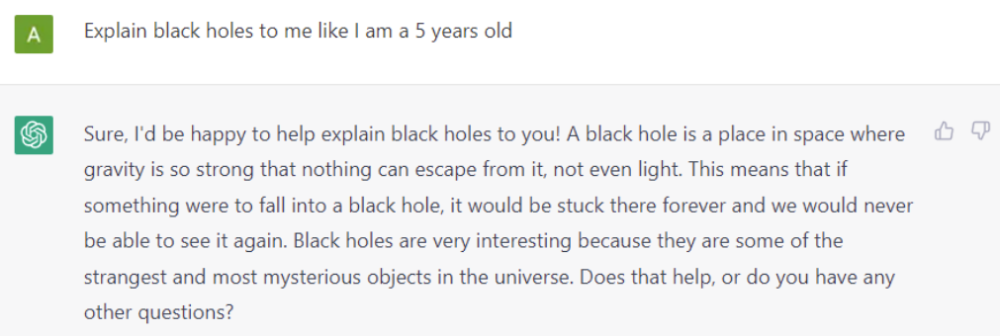 A
Explain black holes to me like I am a 5 years old
Sure, I'd be happy to help explain black holes to you! A black hole is a place in space where
gravity is so strong that nothing can escape from it, not even light. This means that if
something were to fall into a black hole, it would be stuck there forever and we would never
be able to see it again. Black holes are very interesting because they are some of the
strangest and most mysterious objects in the universe. Does that help, or do you have any
other questions?